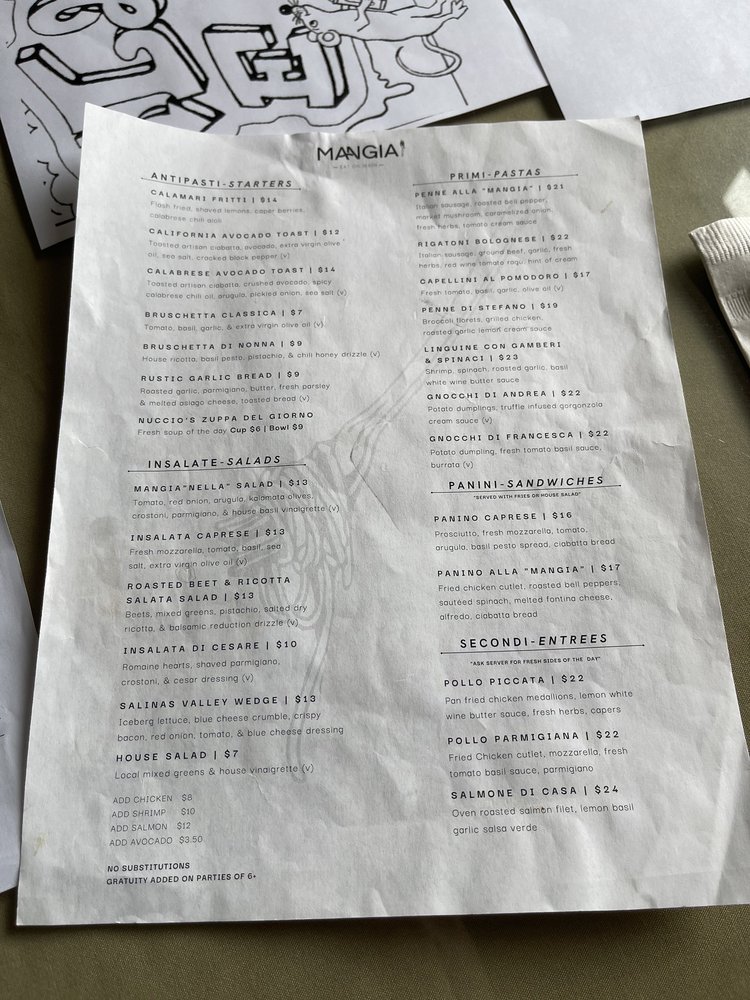 MANGIA
ANTIPASTI-STARTERS
CALAMARI FRITTI | $14
Flash fried, shaved lemons, caper berries,
calabrese chili aioli
CALIFORNIA AVOCADO TOAST | $12
Toasted artisan ciabatta, avocado, extra virgin olive
oil, sea salt, cracked black pepper (v)
CALABRESE AVOCADO TOAST | $14
Toasted artisan ciabatta, crushed avocado, spicy
calabrese chili oil, arugula, pickled onion, sea salt (v)
BRUSCHETTA CLASSICA | $7
Tomato, basil, garlic, & extra virgin olive oil (v)
BRUSCHETTA DI NONNA | $9
House ricotta, basil pesto, pistachio, & chili honey drizzle (v)
RUSTIC GARLIC BREAD | $9
Roasted garlic, parmigiano, butter, fresh parsley
& melted asiago cheese, toasted bread (v)
NUCCIO'S ZUPPA DEL GIORNO
Fresh soup of the day Cup $6 | Bowl $9
INSALATE-SALADS
MANGIA"NELLA" SALAD | $13
Tomato, red onion, arugula, kalamata olives,
crostoni, parmigiano, & house basil vinaigrette (v)
INSALATA CAPRESE | $13
Fresh mozzarella, tomato, basil, sea
salt, extra virgin olive oil (v)
ROASTED BEET & RICOTTA
SALATA SALAD | $13
Beets, mixed greens, pistachio, salted dry
ricotta, & balsamic reduction drizzle (v)
INSALATA DI CESARE | $10
Romaine hearts, shaved parmigiano,
crostoni, & cesar dressing (v)
SALINAS VALLEY WEDGE | $13
Iceberg lettuce, blue cheese crumble, crispy
bacon, red onion, tomato, & blue cheese dressing
HOUSE SALAD | $7
Local mixed greens & house vinaigrette (v)
ADD CHICKEN $8
ADD SHRIMP $10
ADD SALMON $12
ADD AVOCADO $3.50
NO SUBSTITUTIONS
GRATUITY ADDED ON PARTIES OF 6+
PRIMI-PASTAS
PENNE ALLA "MANGIA" | $21
Italian sausage, roasted bell pepper,
market mushroom, caramelized onion,
fresh herbs, tomato cream sauce
RIGATONI BOLOGNESE | $22
Italian sausage, ground beef, garlic, fresh
herbs, red wine tomato ragu, hint of cream
CAPELLINI AL POMODORO | $17
Fresh tomato, basil, garlic, olive oil (v)
PENNE DI STEFANO | $19
Broccoli florets, grilled chicken,
roasted garlic lemon cream sauce
LINGUINE CON GAMBERI
& SPINACI | $23
Shrimp, spinach, roasted garlic, basil
white wine butter sauce
GNOCCHI DI ANDREA | $22
Potato dumplings, truffle infused gorgonzola
cream sauce (v)
GNOCCHI DI FRANCESCA | $22
Potato dumpling, fresh tomato basil sauce,
burrata (v)
PANINI-SANDWICHES
"SERVED WITH FRIES OR HOUSE SALAD"
PANINO CAPRESE | $16
Prosciutto, fresh mozzarella, tomato,
arugula, basil pesto spread, ciabatta bread
PANINO ALLA "MANGIA" | $17
Fried chicken cutlet, roasted bell peppers,
sautéed spinach, melted fontina cheese,
alfredo, ciabatta bread
SECONDI-ENTREES
"ASK SERVER FOR FRESH SIDES OF THE DAY"
POLLO PICCATA | $22
Pan fried chicken medallions, lemon white
wine butter sauce, fresh herbs, capers
POLLO PARMIGIANA | $22
Fried Chicken cutlet, mozzarella, fresh
tomato basil sauce, parmigiano
SALMONE DI CASA | $24
Oven roasted salmon filet, lemon basil
garlic salsa verde